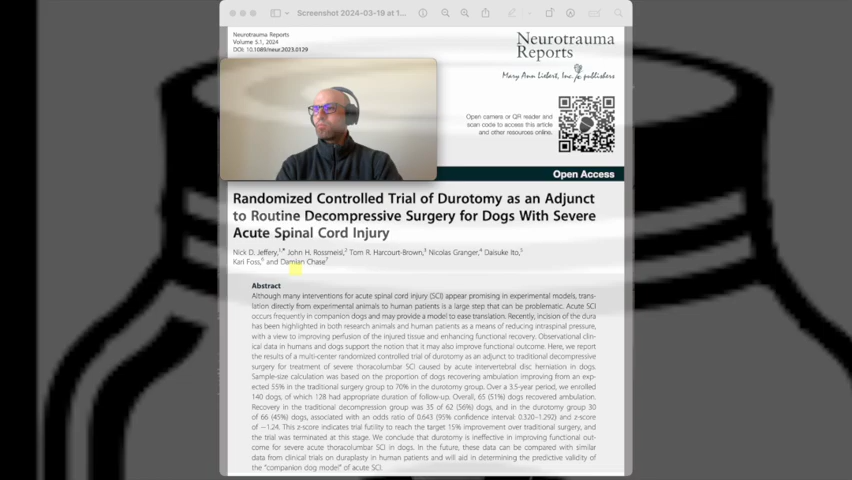 Screenshot 2024-03-19 at 1...
Neurotrauma Reports
Volume 5.1, 2024
DOI: 10.1089/neur.2023.0129
Neurotrauma
Reports
Mary Ann Liebert, Inc. publishers
Open camera or QR reader and
scan code to access this article
and other resources online.
Open Access
Randomized Controlled Trial of Durotomy as an Adjunct
to Routine Decompressive Surgery for Dogs With Severe
Acute Spinal Cord Injury
Nick D. Jeffery,1,* John H. Rossmeisl,2 Tom R. Harcourt-Brown,3 Nicolas Granger,4 Daisuke Ito,5
Kari Foss,6 and Damian Chase7
Abstract
Although many interventions for acute spinal cord injury (SCI) appear promising in experimental models, trans-
lation directly from experimental animals to human patients is a large step that can be problematic. Acute SCI
occurs frequently in companion dogs and may provide a model to ease translation. Recently, incision of the dura
has been highlighted in both research animals and human patients as a means of reducing intraspinal pressure,
with a view to improving perfusion of the injured tissue and enhancing functional recovery. Observational clin-
ical data in humans and dogs support the notion that it may also improve functional outcome. Here, we report
the results of a multi-center randomized controlled trial of durotomy as an adjunct to traditional decompressive
surgery for treatment of severe thoracolumbar SCI caused by acute intervertebral disc herniation in dogs.
Sample-size calculation was based on the proportion of dogs recovering ambulation improving from an ex-
pected 55% in the traditional surgery group to 70% in the durotomy group. Over a 3.5-year period, we enrolled
140 dogs, of which 128 had appropriate duration of follow-up. Overall, 65 (51%) dogs recovered ambulation.
Recovery in the traditional decompression group was 35 of 62 (56%) dogs, and in the durotomy group 30
of 66 (45%) dogs, associated with an odds ratio of 0.643 (95% confidence interval: 0.320–1.292) and z-score
of −1.24. This z-score indicates trial futility to reach the target 15% improvement over traditional surgery, and
the trial was terminated at this stage. We conclude that durotomy is ineffective in improving functional out-
come for severe acute thoracolumbar SCI in dogs. In the future, these data can be compared with similar
data from clinical trials on duraplasty in human patients and will aid in determining the predictive validity of
the "companion dog model" of acute SCI.